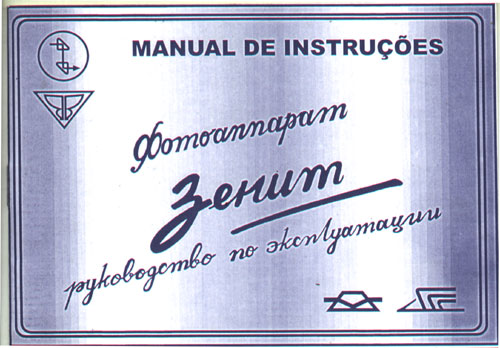 MANUAL DE INSTRUÇÕES
Фотоаппарат
Зенит
руководство по эксплуатации